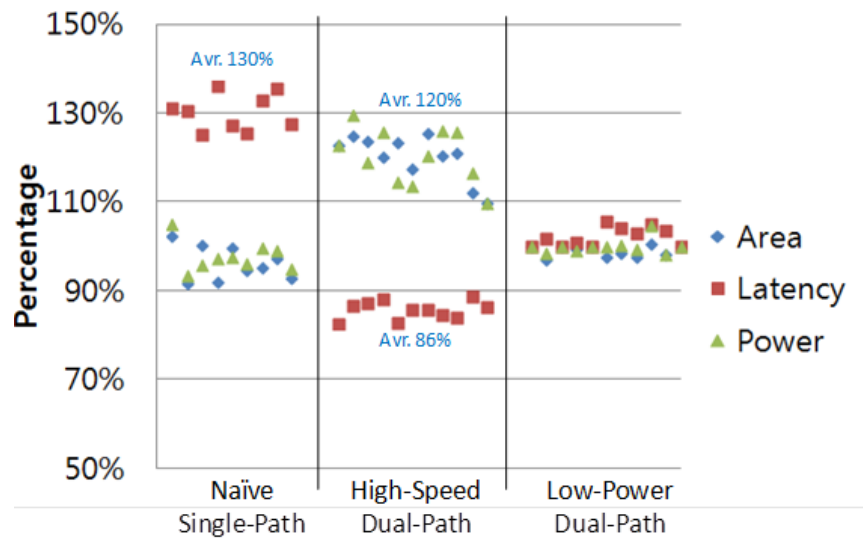 150%
130%
110%
90%
70%
50%
Percentage
Avr. 130%
Avr. 120%
Avr. 86%
Area
Latency
Power
Naïve High-Speed Low-Power
Single-Path Dual-Path Dual-Path